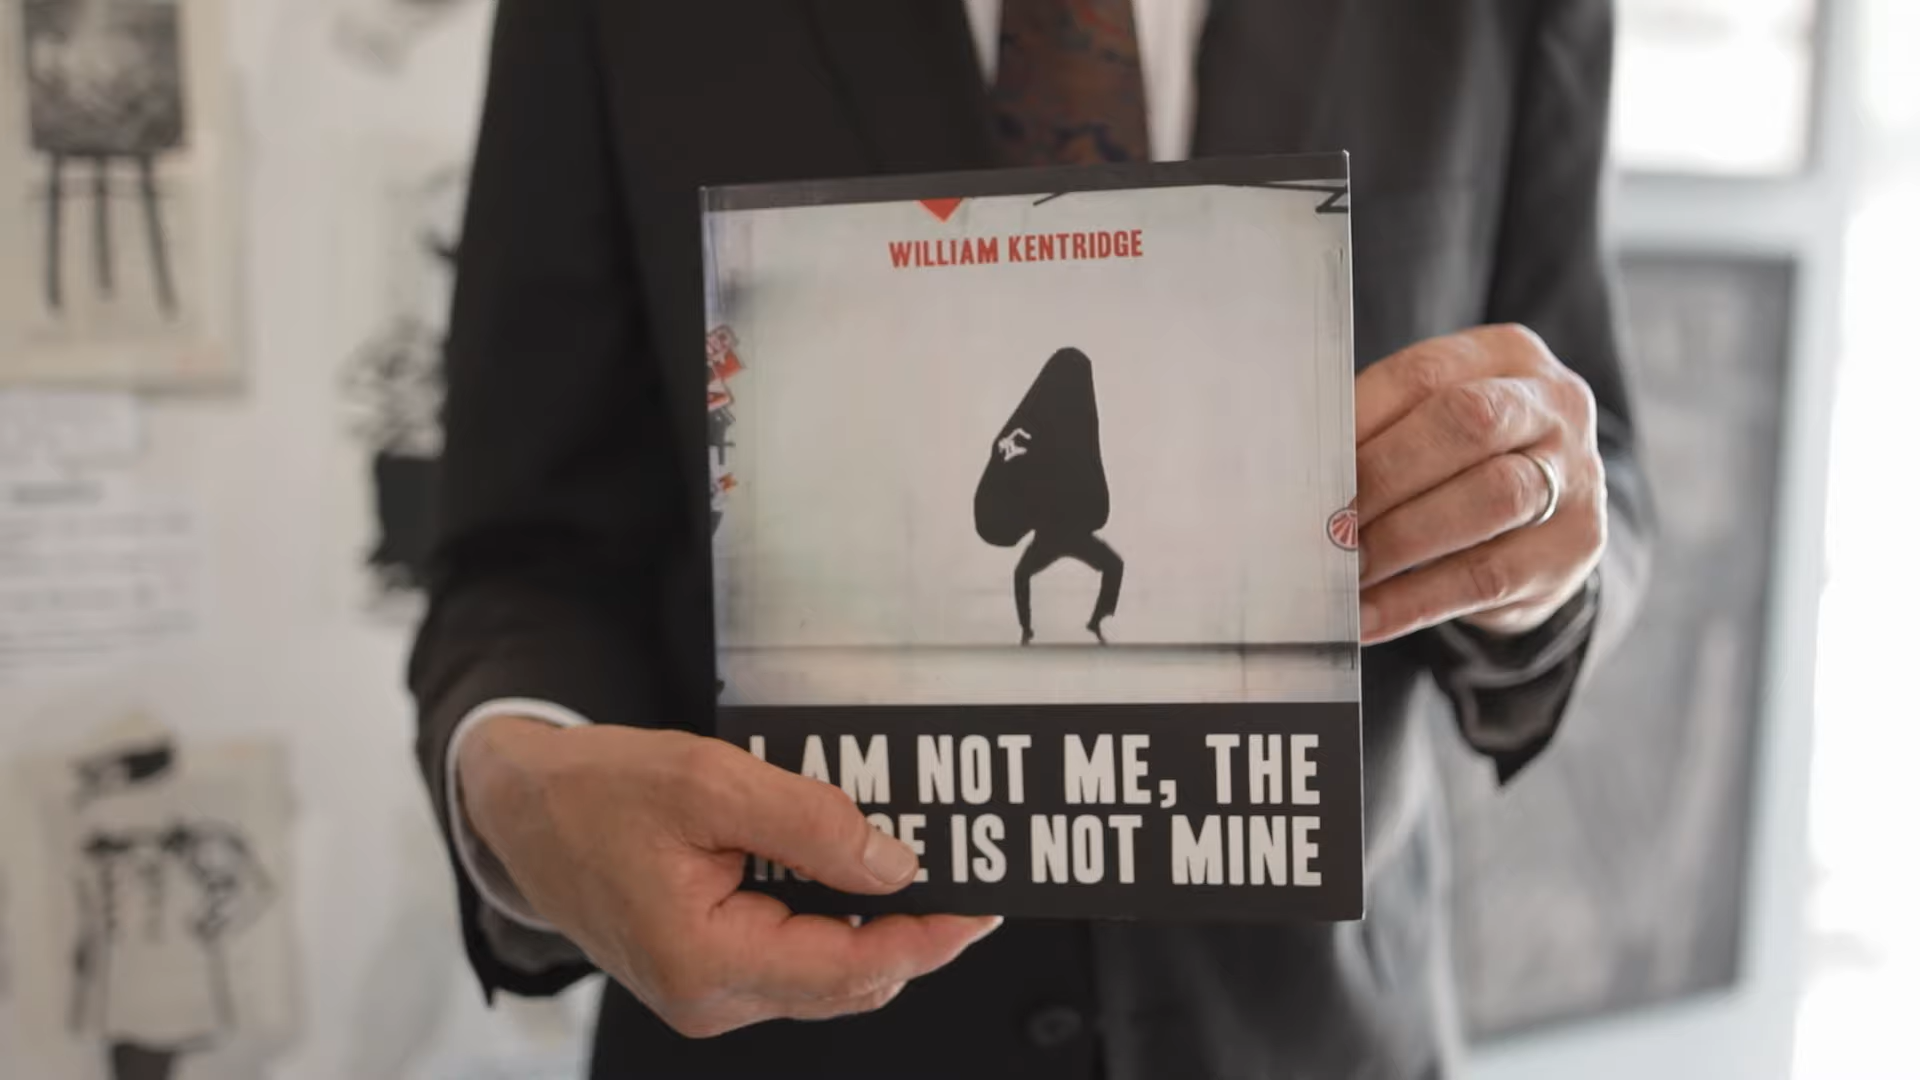 WILLIAM KENTRIDGE
I AM NOT ME, THE
IS NOT MINE